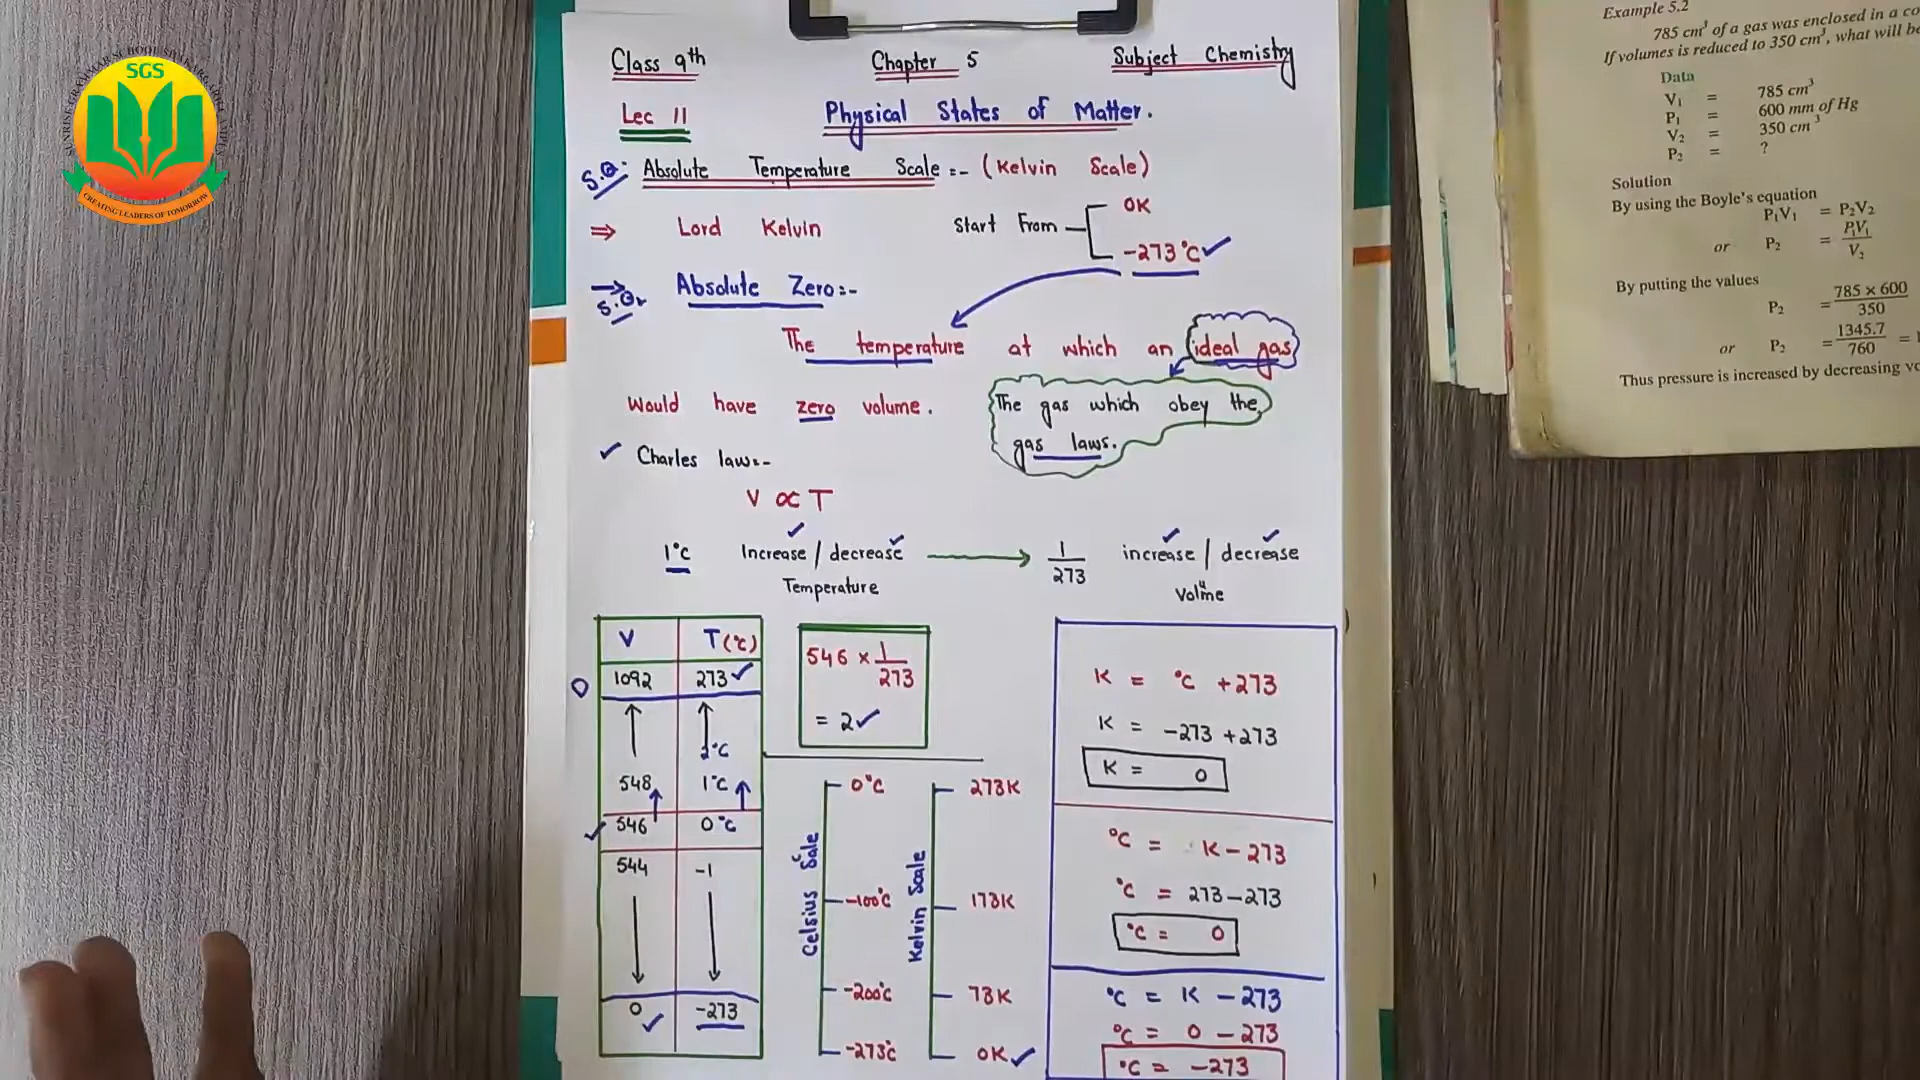 SGS
CREATING LEADERS OF TOMORROW
Class 9th Chapter 5 Subject Chemistry
Lec 11 Physical States of Matter.
S.Q: Absolute Temperature Scale :- (Kelvin Scale)
⇒ Lord Kelvin Start From
0K
-273°C ✓
→ S.Q, Absolute Zero:-
The temperature at which an ideal gas
Would have zero volume.
The gas which obey the
gas laws.
✓ Charles law:-
V ∝ T
1°C Increase / decrease → 1/273 increase / decrease
Temperature Volume
V T(°C)
0 1092 273 ✓
↑ ↑
2°C
548 ↑ 1°C ↑
✓ 546 0°C
544 -1
↓ ↓
0 ✓ -273
546 × 1/273
= 2 ✓
Celsius Scale
0°C
-100°C
-200°C
-273°C
Kelvin Scale
273K
173K
73K
0K ✓
K = °C +273
K = -273 +273
K = 0
°C = K - 273
°C = 273 - 273
°C = 0
°C = K - 273
°C = 0 - 273
°C = -273
Example 5.2
785 cm³ of a gas was enclosed in a
If volumes is reduced to 350 cm³, what will
Data
V₁ = 785 cm³
P₁ = 600 mm of Hg
V₂ = 350 cm³
P₂ = ?
Solution
By using the Boyle's equation
P₁V₁ = P₂V₂
or P₂ = P₁V₁/V₂
By putting the values
P₂ = 785 × 600/350
or P₂ = 1345.7/760 =
Thus pressure is increased by decreasing